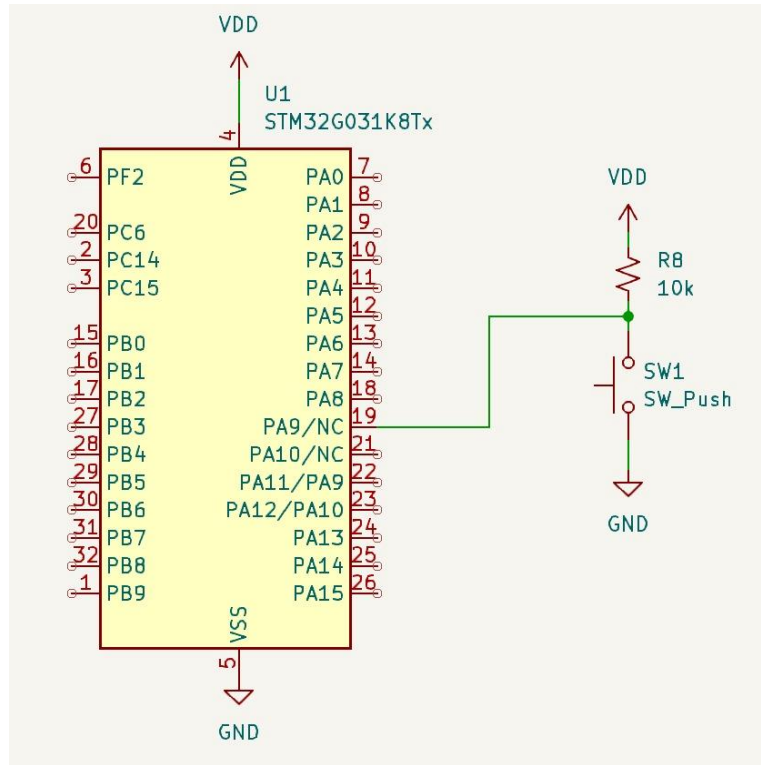 VDD
U1
STM32G031K8Tx
4
VDD
6
PF2
20
PC6
2
PC14
3
PC15
15
PB0
16
PB1
17
PB2
27
PB3
28
PB4
29
PB5
30
PB6
31
PB7
32
PB8
1
PB9
PA0
7
PA1
8
PA2
9
PA3
10
PA4
11
PA5
12
PA6
13
PA7
14
PA8
18
PA9/NC
19
PA10/NC
21
PA11/PA9
22
PA12/PA10
23
PA13
24
PA14
25
PA15
26
VSS
5
GND
VDD
R8
10k
SW1
SW_Push
GND